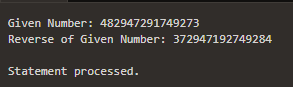 Given Number: 482947291749273
Reverse of Given Number: 372947192749284
Statement processed.